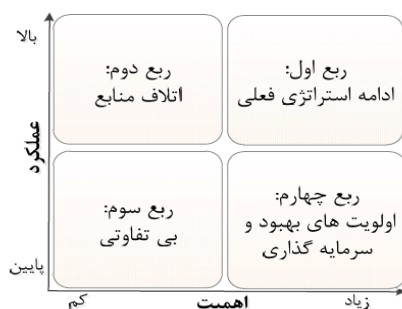 بالا
ربع اول:
ادامه استراتژی فعلی
ربع دوم:
اتلاف منابع
عملکرد
ربع چهارم:
اولویت های بهبود و
سرمایه گذاری
ربع سوم:
بی تفاوتی
پایین
زیاد
اهمیت
کم